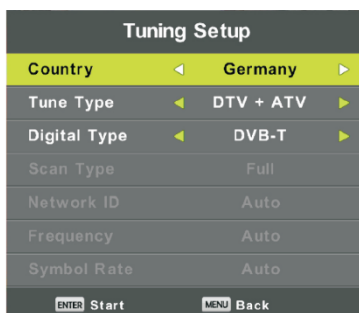 Tuning Setup
Country Germany
Tune Type DTV + ATV
Digital Type DVB-T
Scan Type Full
Network ID Auto
Frequency Auto
Symbol Rate Auto
ENTER Start MENU Back